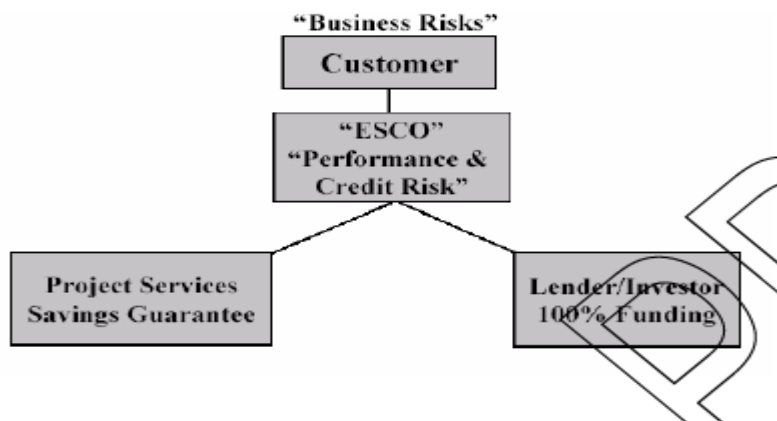 “Business Risks”
Customer
“ESCO”
“Performance &
Credit Risk”
Project Services
Savings Guarantee
Lender/Investor
100% Funding